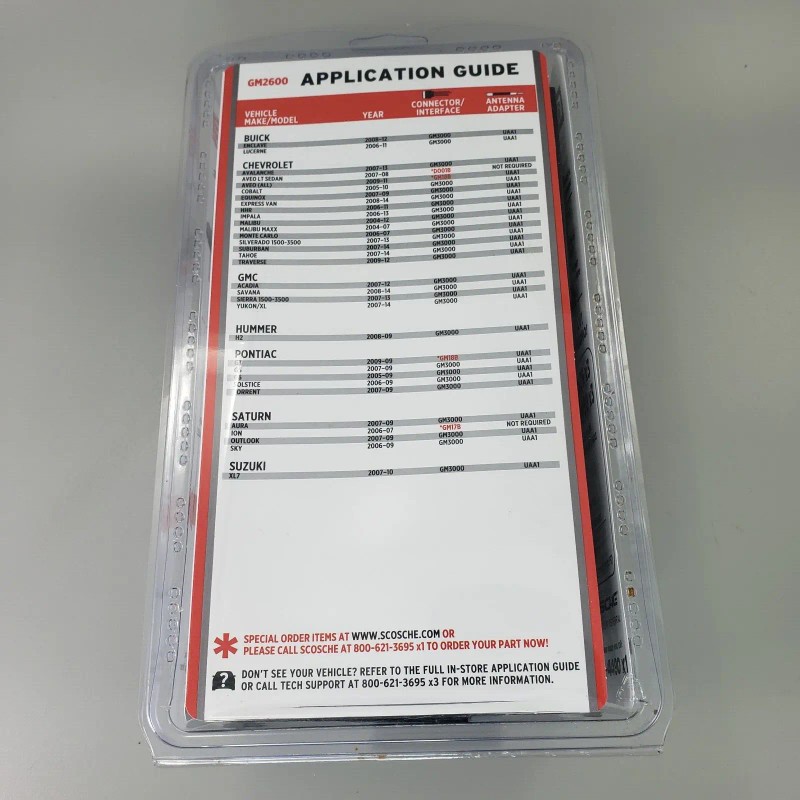 GM2600 APPLICATION GUIDE
VEHICLE MAKE/MODEL YEAR CONNECTOR/INTERFACE ANTENNA ADAPTER
BUICK
ENCLAVE 2008-12 GM3000 UAA1
LUCERNE 2006-11 GM3000 UAA1
CHEVROLET
AVALANCHE 2007-13 GM3000 UAA1
AVEO LT SEDAN 2007-08 *DO01B NOT REQUIRED
AVEO (ALL) 2009-11 *GM18B UAA1
COBALT 2005-10 GM3000 UAA1
EQUINOX 2007-09 GM3000 UAA1
EXPRESS VAN 2008-14 GM3000 UAA1
HHR 2006-11 GM3000 UAA1
IMPALA 2006-13 GM3000 UAA1
MALIBU 2004-12 GM3000 UAA1
MALIBU MAXX 2004-07 GM3000 UAA1
MONTE CARLO 2006-07 GM3000 UAA1
SILVERADO 1500-3500 2007-13 GM3000 UAA1
SUBURBAN 2007-14 GM3000 UAA1
TAHOE 2007-14 GM3000 UAA1
TRAVERSE 2009-12 GM3000 UAA1
GMC
ACADIA 2007-12 GM3000 UAA1
SAVANA 2008-14 GM3000 UAA1
SIERRA 1500-3500 2007-13 GM3000 UAA1
YUKON/XL 2007-14 GM3000 UAA1
HUMMER
H2 2008-09 GM3000 UAA1
PONTIAC
2009-09 *GM18B UAA1
2007-09 GM3000 UAA1
2005-09 GM3000 UAA1
SOLSTICE 2006-09 GM3000 UAA1
TORRENT 2007-09 GM3000 UAA1
SATURN
AURA 2007-09 GM3000 UAA1
ION 2006-07 *GM17B NOT REQUIRED
OUTLOOK 2007-09 GM3000 UAA1
SKY 2006-09 GM3000 UAA1
SUZUKI
XL7 2007-10 GM3000 UAA1
SPECIAL ORDER ITEMS AT WWW.SCOSCHE.COM OR
PLEASE CALL SCOSCHE AT 800-621-3695 x1 TO ORDER YOUR PART NOW!
? DON'T SEE YOUR VEHICLE? REFER TO THE FULL IN-STORE APPLICATION GUIDE
OR CALL TECH SUPPORT AT 800-621-3695 x3 FOR MORE INFORMATION.